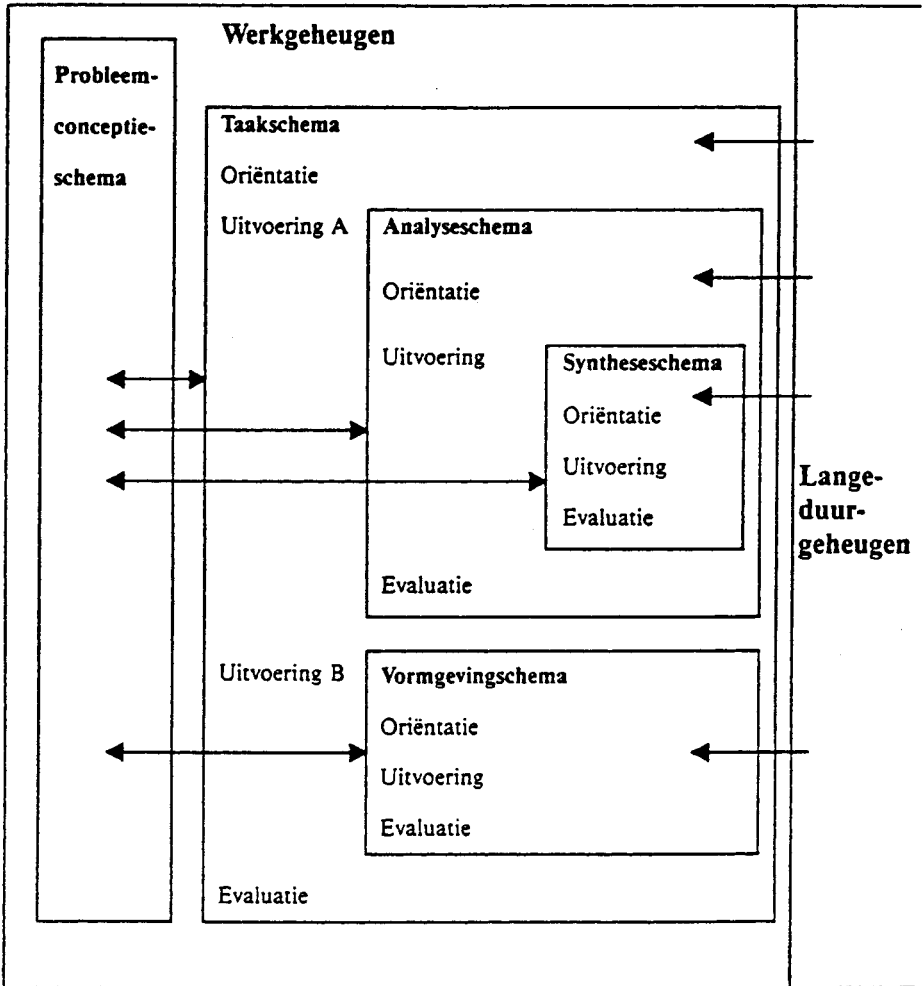 Werkgeheugen
Probleem-
conceptie-
schema
Taakschema
Oriëntatie
Uitvoering A
Analyseschema
Oriëntatie
Uitvoering
Syntheseschema
Oriëntatie
Uitvoering
Evaluatie
Evaluatie
Uitvoering B
Vormgevingschema
Oriëntatie
Uitvoering
Evaluatie
Evaluatie
Lange-
duur-
geheugen